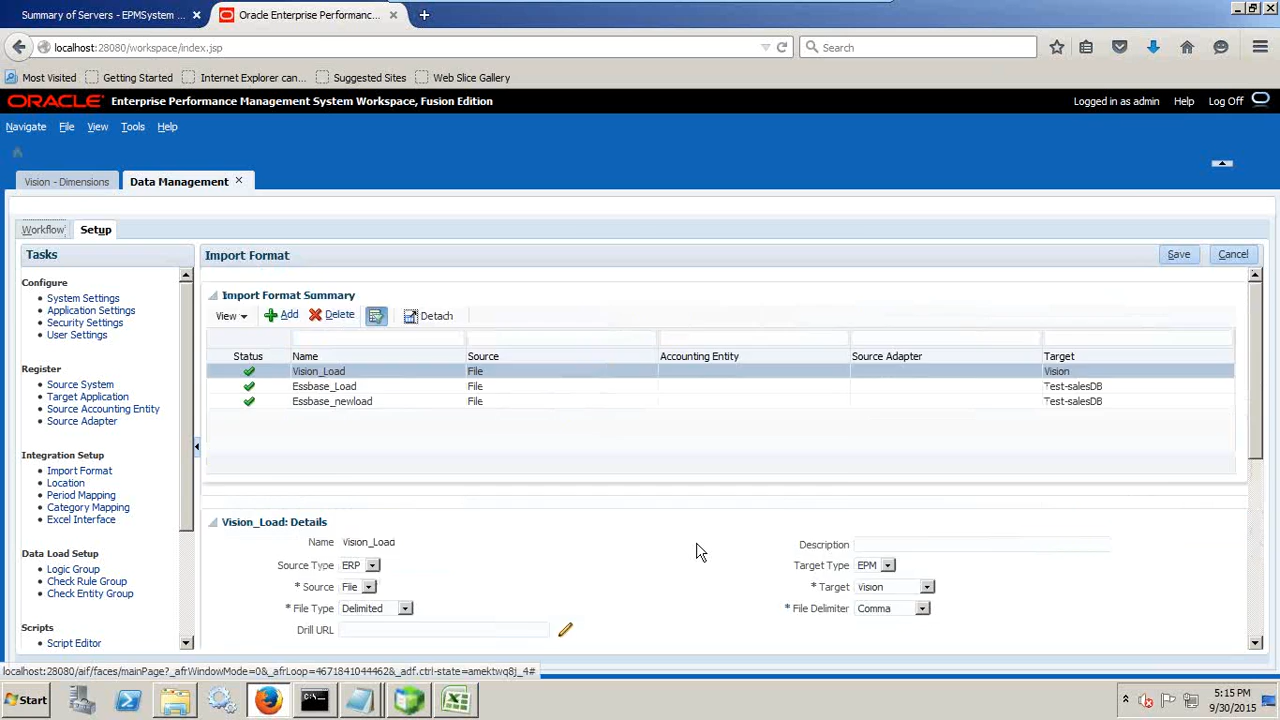 Summary of Servers - EPMSystem ... ×
Oracle Enterprise Performanc... ×
localhost:28080/workspace/index.jsp
Search
Most Visited Getting Started Internet Explorer can... Suggested Sites Web Slice Gallery
ORACLE Enterprise Performance Management System Workspace, Fusion Edition
Logged in as admin Help Log Off
Navigate File View Tools Help
Vision - Dimensions Data Management ×
Workflow Setup
Tasks
Configure
System Settings
Application Settings
Security Settings
User Settings
Register
Source System
Target Application
Source Accounting Entity
Source Adapter
Integration Setup
Import Format
Location
Period Mapping
Category Mapping
Excel Interface
Data Load Setup
Logic Group
Check Rule Group
Check Entity Group
Scripts
Script Editor
Import Format Save Cancel
Import Format Summary
View Add Delete Detach
Status Name Source Accounting Entity Source Adapter Target
Vision_Load File Vision
Essbase_Load File Test-salesDB
Essbase_newload File Test-salesDB
Vision_Load: Details
Name Vision_Load Description
Source Type ERP Target Type EPM
* Source File * Target Vision
* File Type Delimited * File Delimiter Comma
Drill URL
localhost:28080/aif/faces/mainPage?_afrWindowMode=0&_afrLoop=4671841044462&_adf.ctrl-state=amektwq8j_4#
Start
5:15 PM
9/30/2015